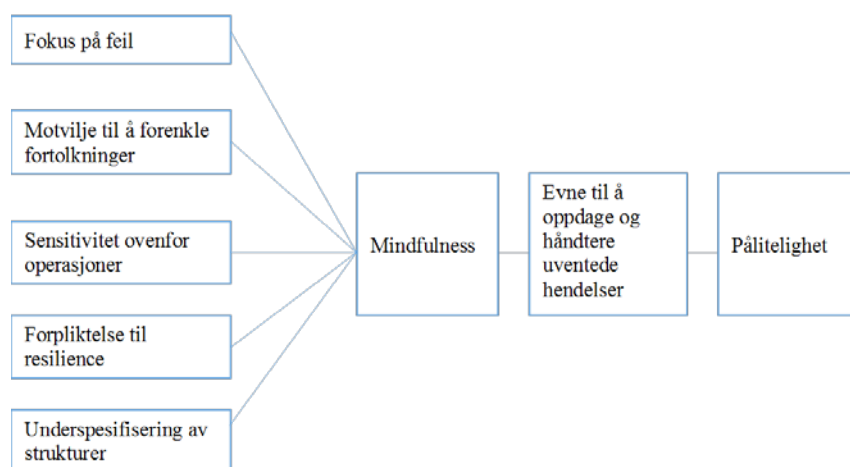 Fokus på feil
Motvilje til å forenkle
fortolkninger
Sensitivitet ovenfor
operasjoner
Forpliktelse til
resilience
Underspesifisering av
strukturer
Mindfulness
Evne til å
oppdage og
håndtere
uventede
hendelser
Pålitelighet